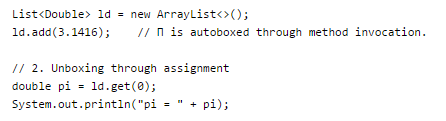 List<Double> ld = new ArrayList<>();
ld.add(3.1416);    // Π is autoboxed through method invocation.

// 2. Unboxing through assignment
double pi = ld.get(0);
System.out.println("pi = " + pi);